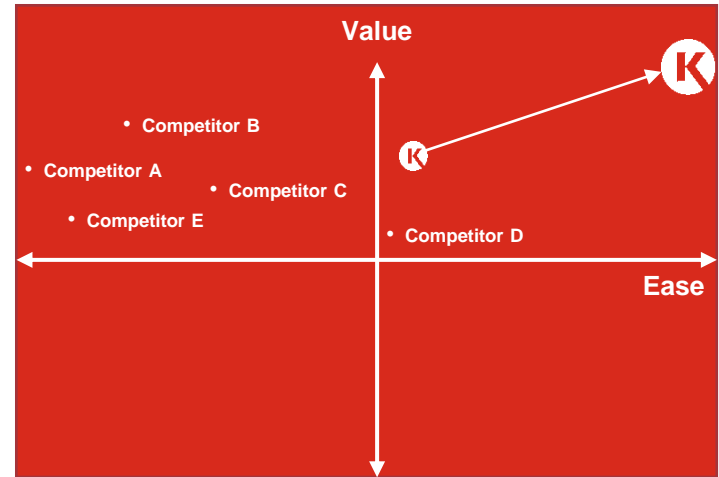 Value
K
Competitor B
K
Competitor A
Competitor C
Competitor E
Competitor D
Ease